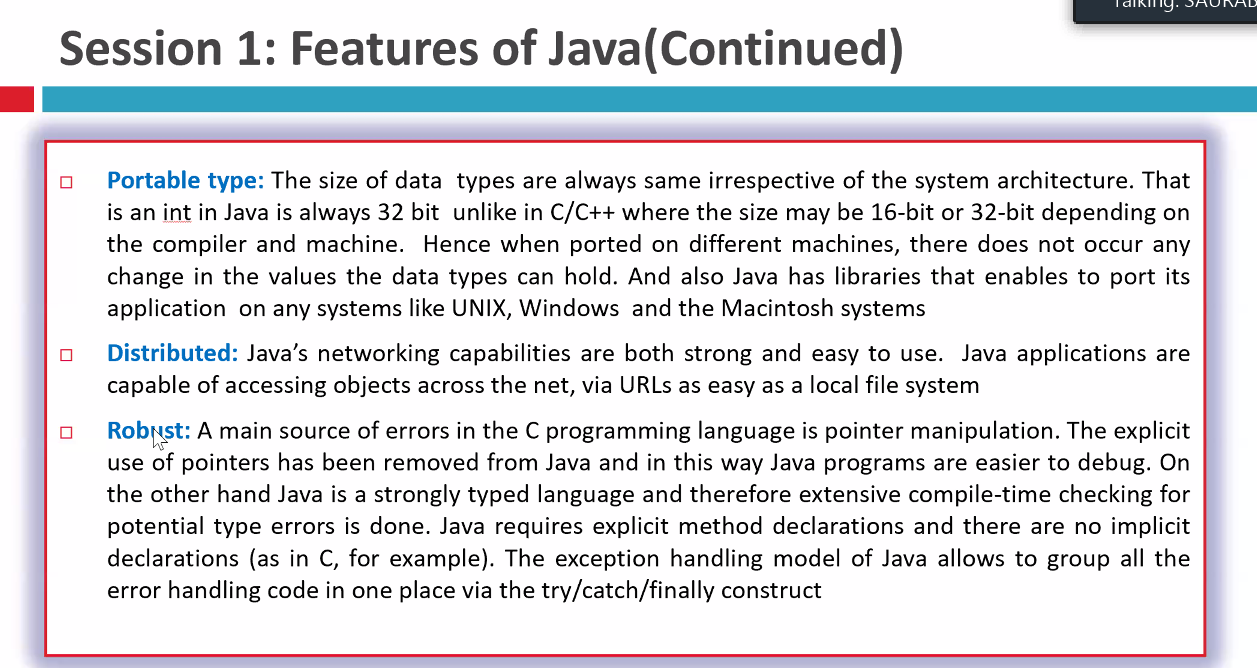 Talking: SAURAB
Session 1: Features of Java(Continued)
Portable type: The size of data types are always same irrespective of the system architecture. That
is an int in Java is always 32 bit unlike in C/C++ where the size may be 16-bit or 32-bit depending on
the compiler and machine. Hence when ported on different machines, there does not occur any
change in the values the data types can hold. And also Java has libraries that enables to port its
application on any systems like UNIX, Windows and the Macintosh systems
Distributed: Java’s networking capabilities are both strong and easy to use. Java applications are
capable of accessing objects across the net, via URLs as easy as a local file system
Robust: A main source of errors in the C programming language is pointer manipulation. The explicit
use of pointers has been removed from Java and in this way Java programs are easier to debug. On
the other hand Java is a strongly typed language and therefore extensive compile-time checking for
potential type errors is done. Java requires explicit method declarations and there are no implicit
declarations (as in C, for example). The exception handling model of Java allows to group all the
error handling code in one place via the try/catch/finally construct